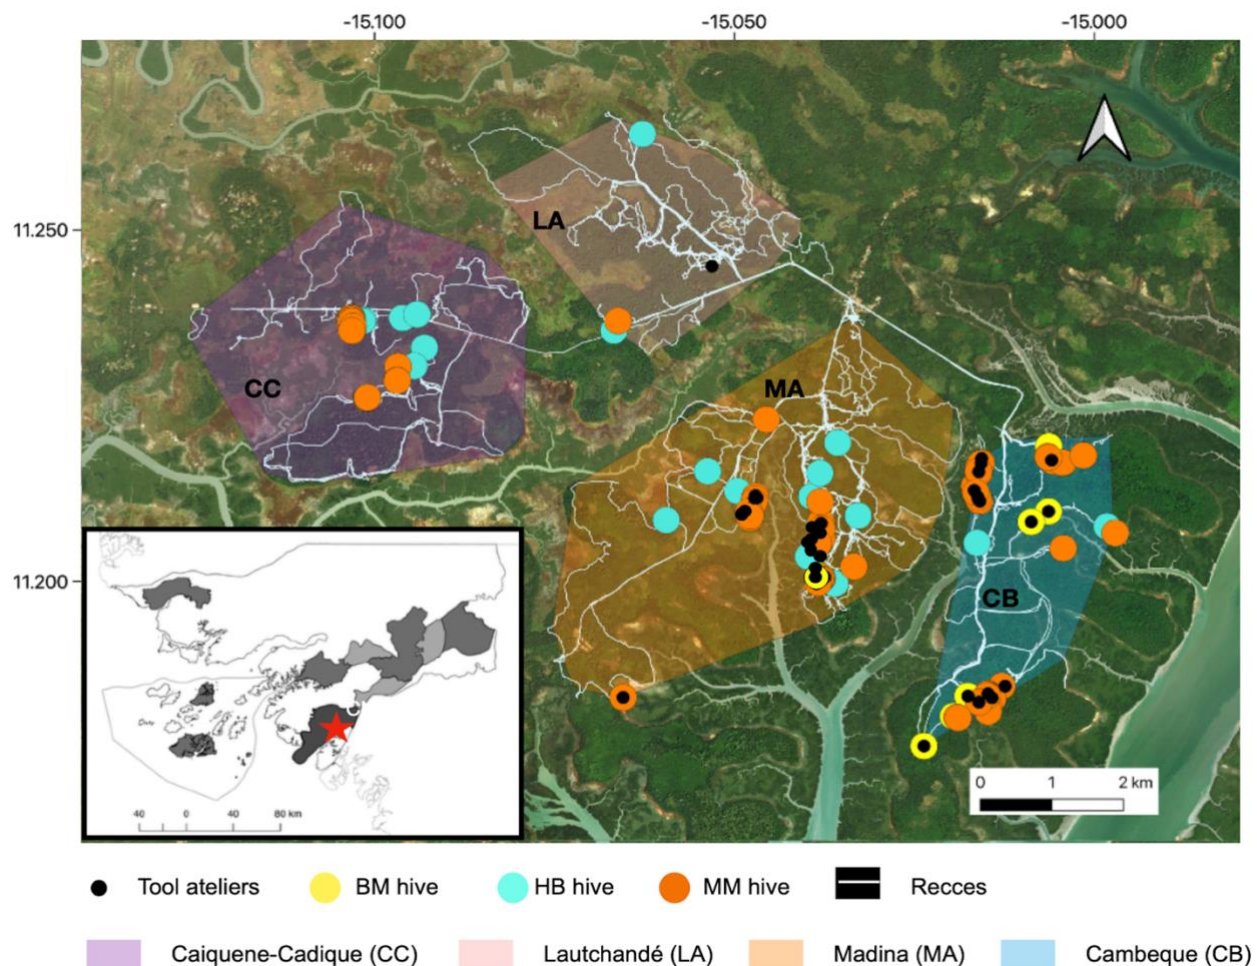 -15.100 -15.050 -15.000
11.250
LA
CC
MA
11.200
CB
0 1 2 km
40 0 40 80 km
Tool ateliers BM hive HB hive MM hive Recces
Caiquene-Cadique (CC) Lautchandé (LA) Madina (MA) Cambeque (CB)